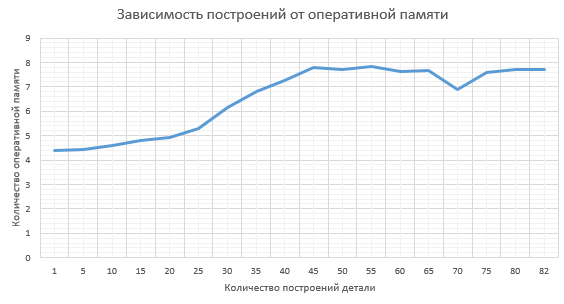 Зависимость построений от оперативной памяти
Количество оперативной памяти
9
8
7
6
5
4
3
2
1
0
1 5 10 15 20 25 30 35 40 45 50 55 60 65 70 75 80 82
Количество построений детали